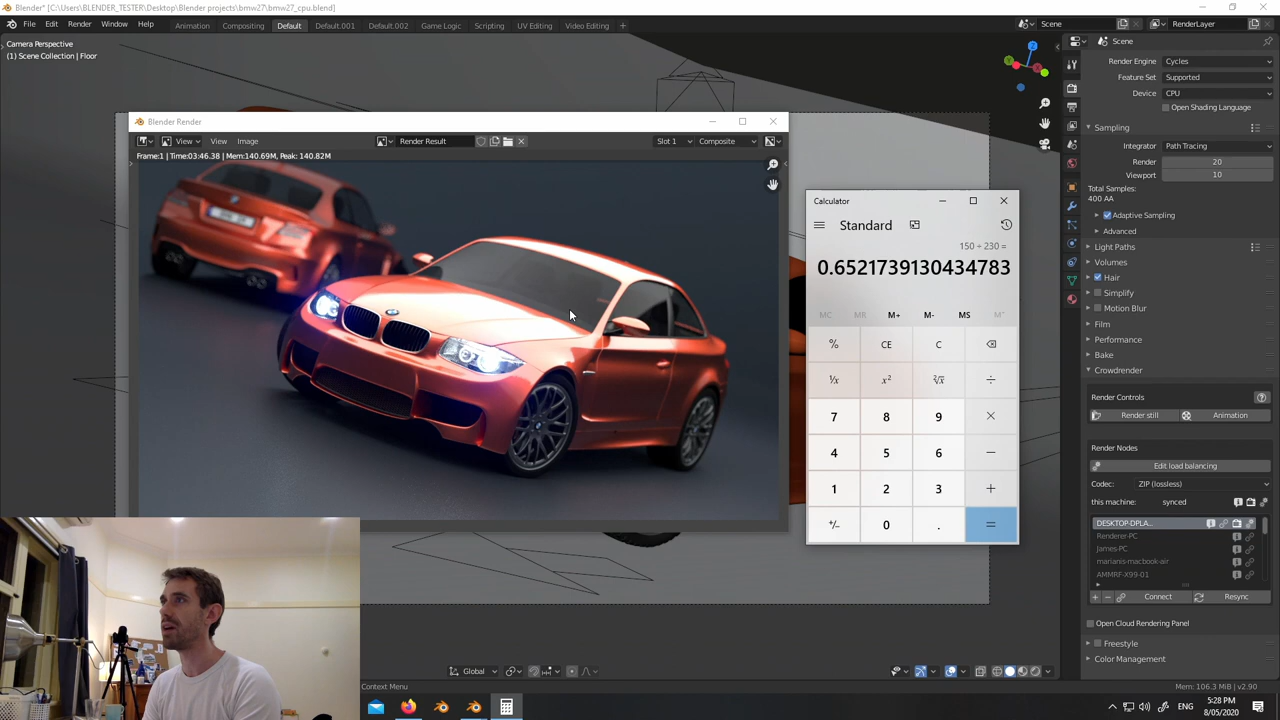 Blender* [C:\Users\BLENDER_TESTER\Desktop\Blender projects\bmw27\bmw27_cpu.blend]
File Edit Render Window Help Animation Compositing Default Default.001 Default.002 Game Logic Scripting UV Editing Video Editing + Scene RenderLayer
Camera Perspective
(1) Scene Collection | Floor
Blender Render
View View Image Render Result Slot 1 Composite
Frame:1 | Time:03:46.38 | Mem:140.69M, Peak: 140.82M
Calculator
Standard
150 ÷ 230 =
0.6521739130434783
MC MR M+ M- MS M˅
% CE C
¹/x x² ²√x ÷
7 8 9 ×
4 5 6 −
1 2 3 +
+/− 0 . =
Scene
Render Engine Cycles
Feature Set Supported
Device CPU
Open Shading Language
Sampling
Integrator Path Tracing
Render 20
Viewport 10
Total Samples:
400 AA
Adaptive Sampling
Advanced
Light Paths
Volumes
Hair
Simplify
Motion Blur
Film
Performance
Bake
Crowdrender
Render Controls
Render still Animation
Render Nodes
Edit load balancing
Codec: ZIP (lossless)
this machine: synced
DESKTOP-DPLA...
Renderer-PC
James-PC
marianis-macbook-air
AMMRF-X99-01
Connect Resync
Open Cloud Rendering Panel
Freestyle
Color Management
Global
Context Menu
Mem: 106.3 MiB | v2.90
ENG
5:28 PM
8/05/2020